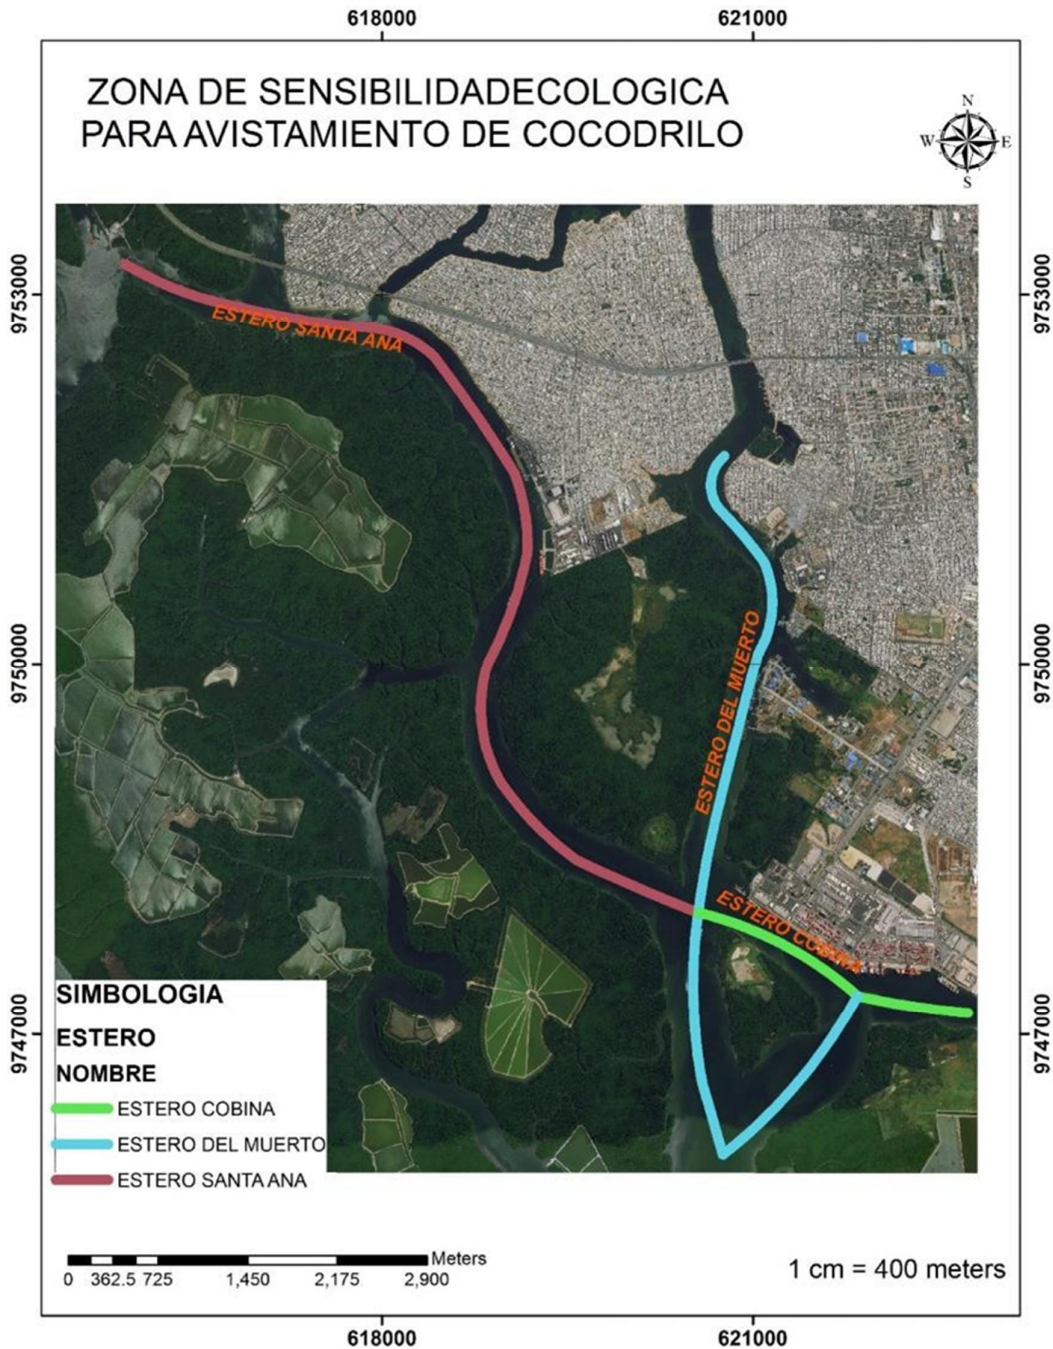 618000
621000
ZONA DE SENSIBILIDADECOLOGICA
PARA AVISTAMIENTO DE COCODRILO
N
W E
S
9753000
9753000
ESTERO SANTA ANA
9750000
9750000
ESTERO DEL MUERTO
ESTERO COBINA
9747000
9747000
SIMBOLOGIA
ESTERO
NOMBRE
ESTERO COBINA
ESTERO DEL MUERTO
ESTERO SANTA ANA
Meters
0 362.5 725 1,450 2,175 2,900
1 cm = 400 meters
618000
621000